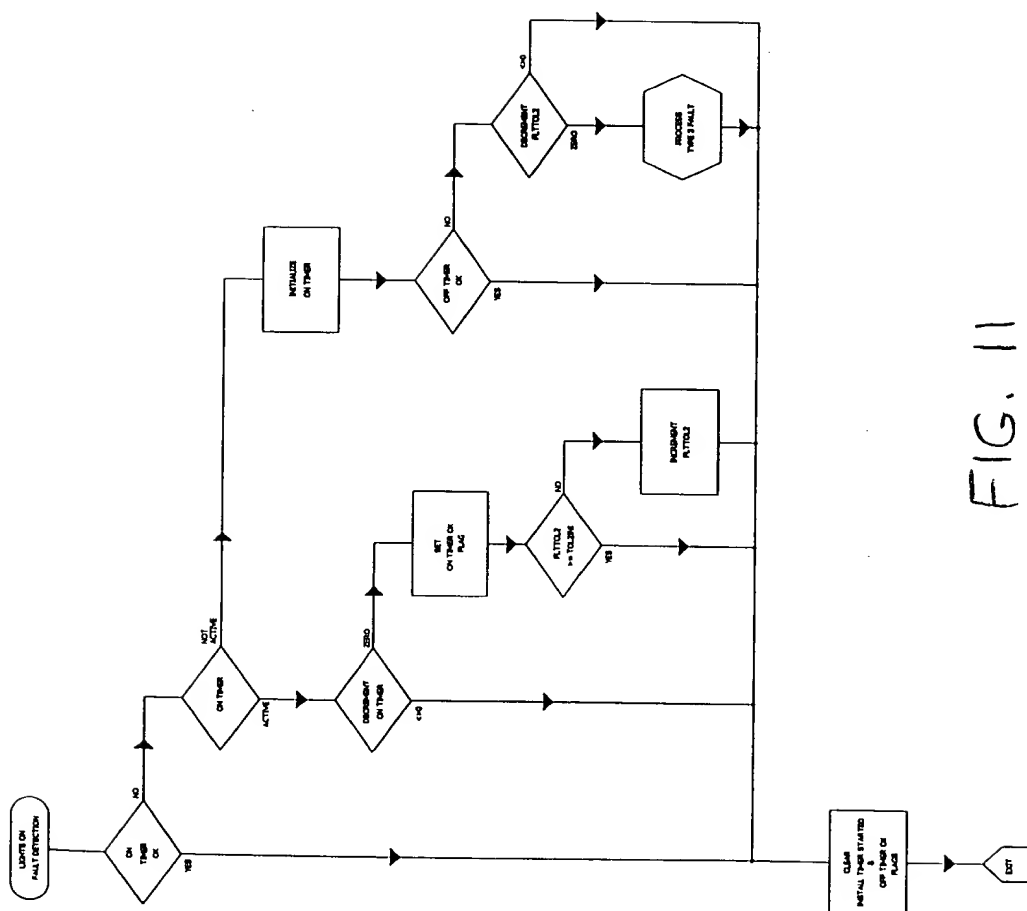 LIGHTS ON
FAULT DETECTION
ON
TIMER
OK
NO
YES
ON TIMER
NOT
ACTIVE
ACTIVE
DECREMENT
ON TIMER
ZERO
<>0
SET
ON TIMER OK
FLAG
FLTTOL2
NO
YES
INCREMENT
FLTTOL2
INITIALIZE
ON TIMER
OFF TIMER
OK
NO
YES
DECREMENT
FLTTOL2
<>0
ZERO
PROCESS
TYPE 2 FAULT
CLEAR
INSTALL TIMER STARTED
&
OFF TIMER OK
FLAGS
EXIT
FIG. 11